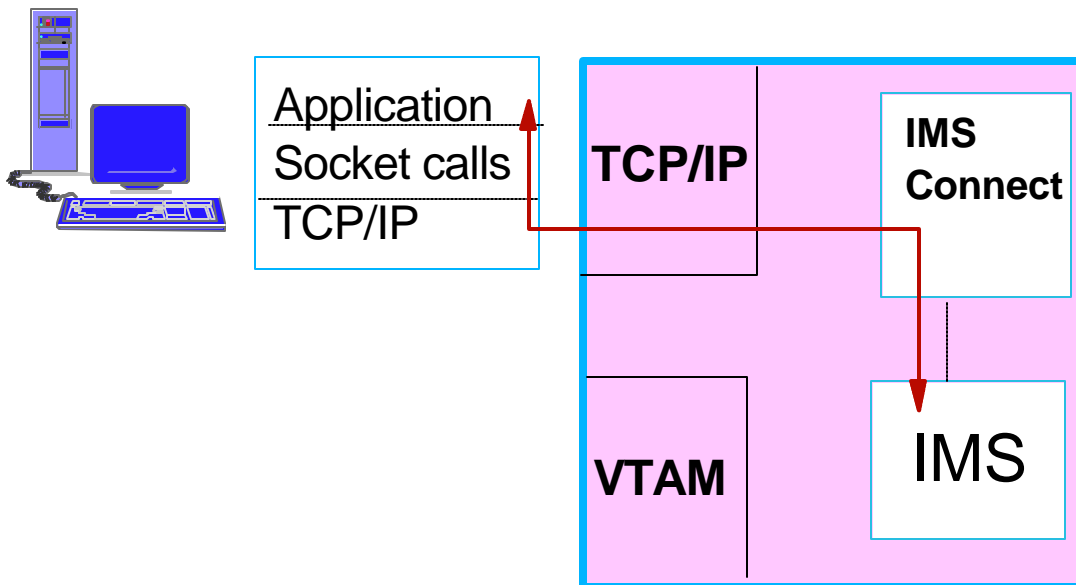 Application
Socket calls
TCP/IP
TCP/IP
IMS
Connect
VTAM
IMS